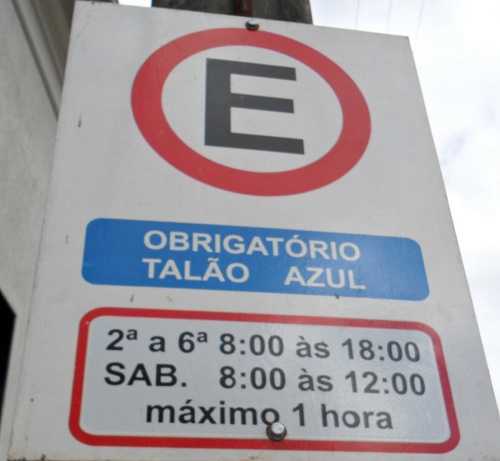 E
OBRIGATÓRIO
TALÃO AZUL
2ª a 6ª 8:00 às 18:00
SAB. 8:00 às 12:00
máximo 1 hora